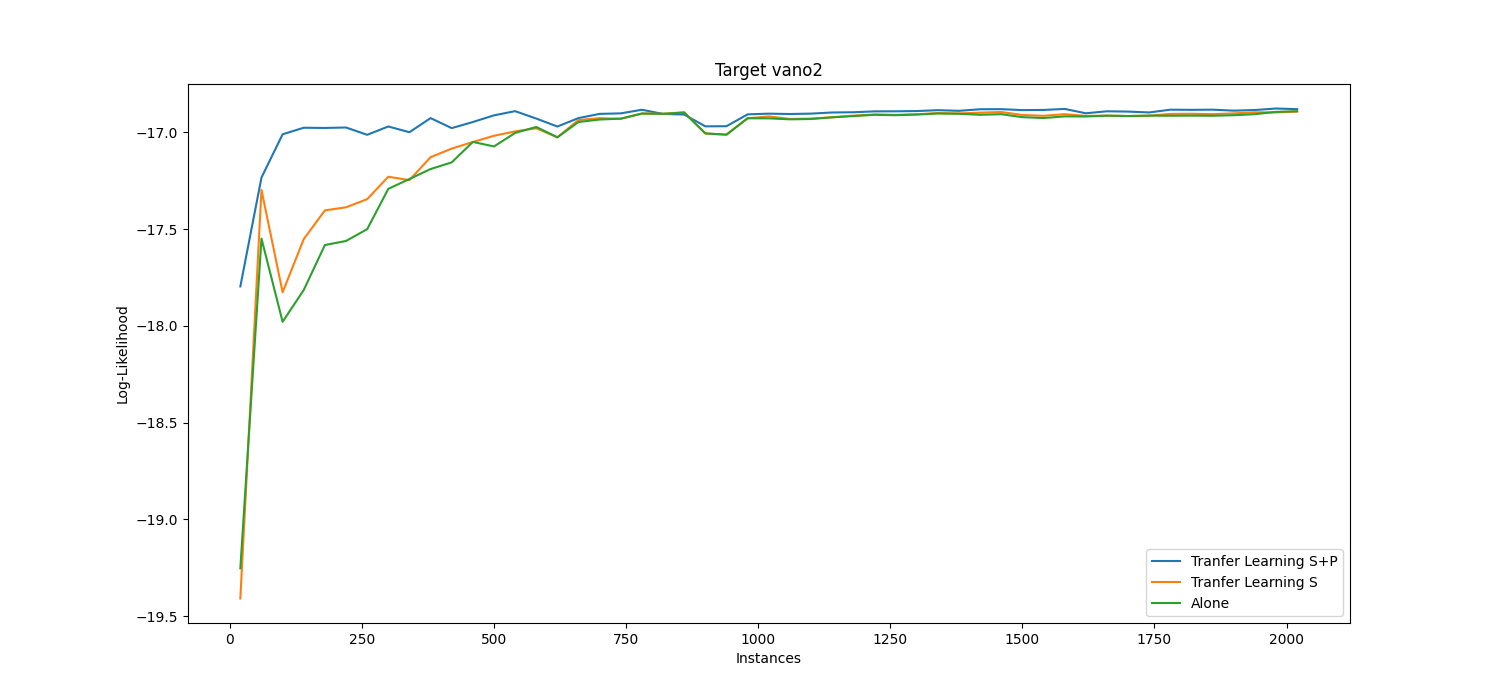 Target vano2
Log-Likelihood
−17.0
−17.5
−18.0
−18.5
−19.0
−19.5
0 250 500 750 1000 1250 1500 1750 2000
Instances
Tranfer Learning S+P
Tranfer Learning S
Alone